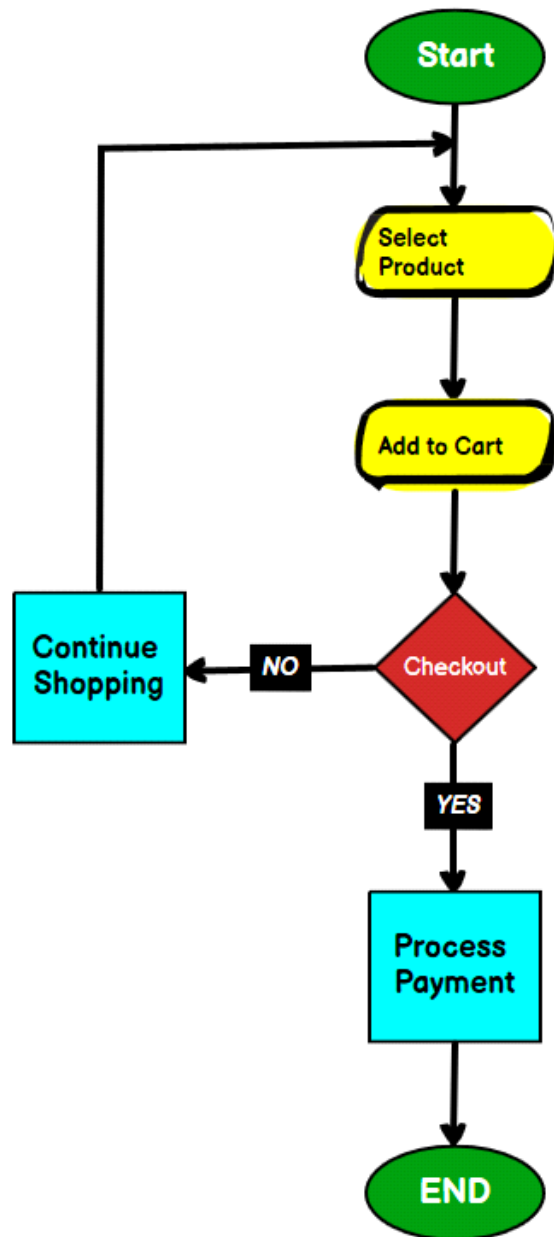 Start
Select
Product
Add to Cart
Checkout
NO
Continue
Shopping
YES
Process
Payment
END